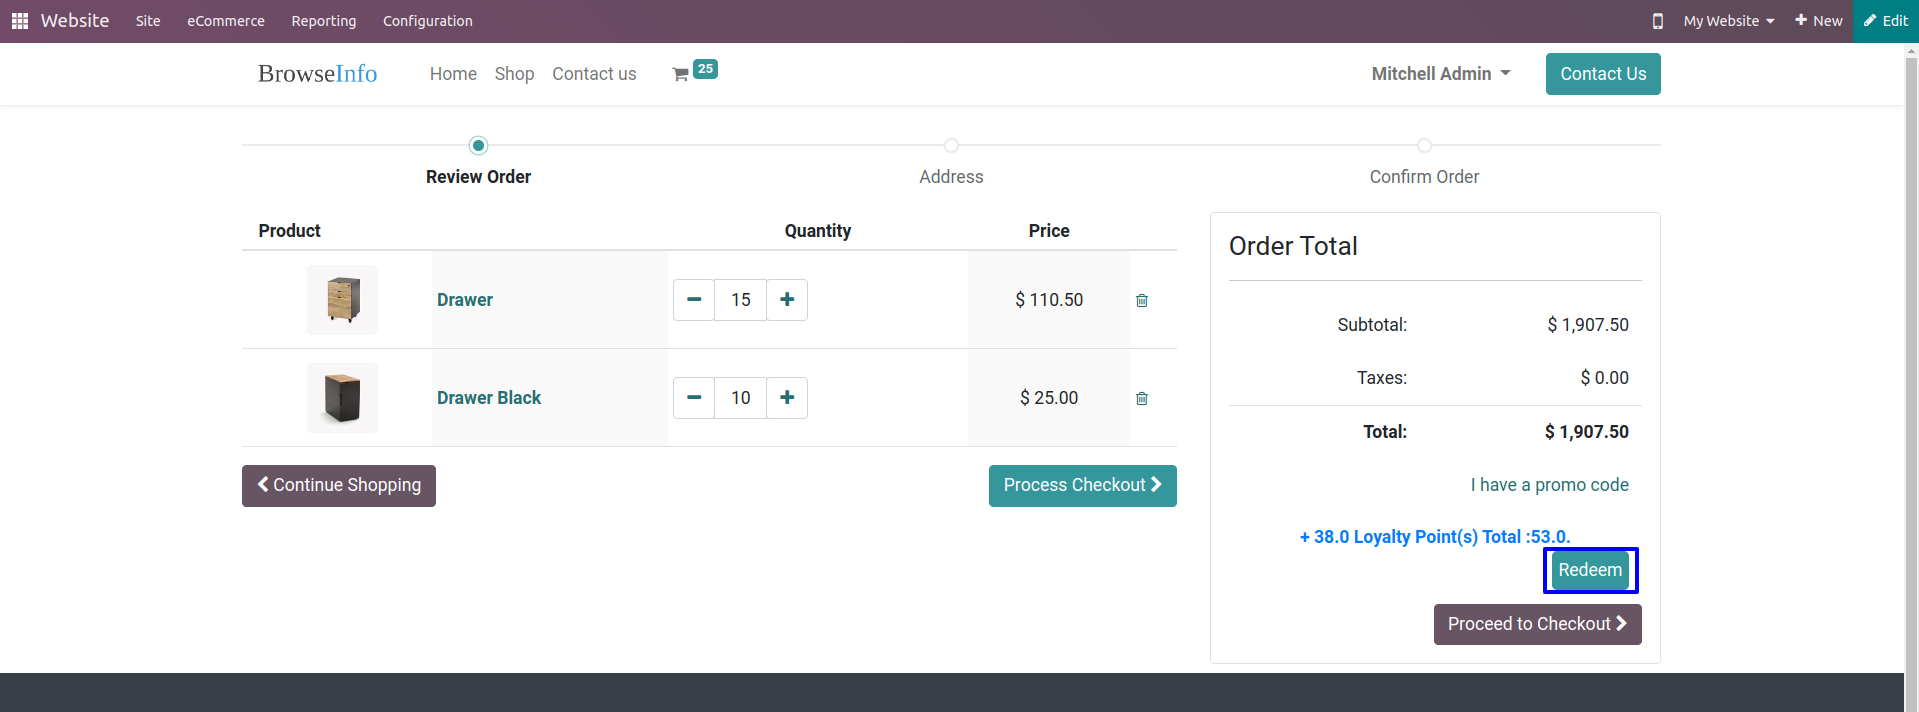 Website Site eCommerce Reporting Configuration My Website New Edit
BrowseInfo Home Shop Contact us 25 Mitchell Admin Contact Us
Review Order Address Confirm Order
Product Quantity Price
Drawer 15 $ 110.50
Drawer Black 10 $ 25.00
Continue Shopping Process Checkout
Order Total
Subtotal: $ 1,907.50
Taxes: $ 0.00
Total: $ 1,907.50
I have a promo code
+ 38.0 Loyalty Point(s) Total :53.0.
Redeem
Proceed to Checkout